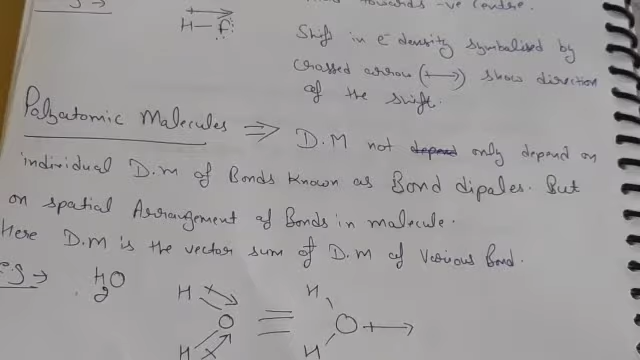 towards -ve centre.
H – F
Shift in e⁻ density symbolised by
crassed arrow (↦) show direction
of the shift.
Polyatomic Molecules ⇒ D.M not only depend on
individual D.m of Bonds known as Bond dipoles. But
on spatial Arrangement of Bonds in molecule.
Here D.M is the vector sum of D.M of Various Bond.
e.g → H2O
H H
O = O ↦
H H